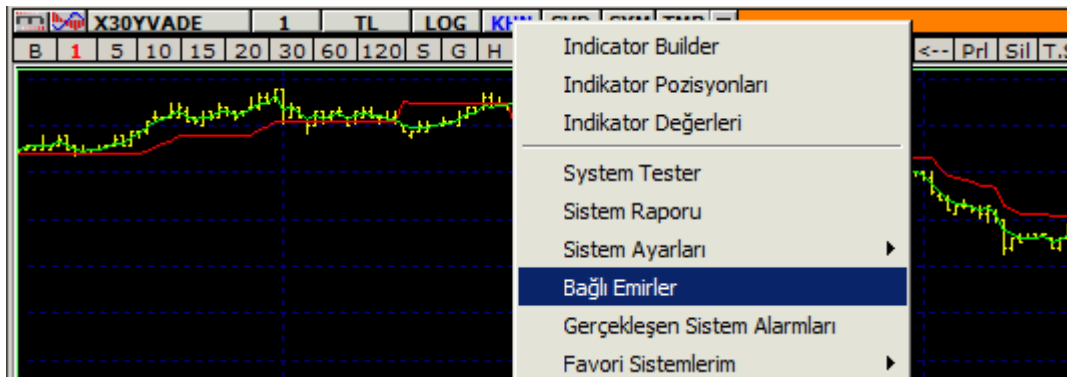 X30YVADE 1 TL LOG KHN
B 1 5 10 15 20 30 60 120 S G H <-- Prl Sil
Indicator Builder
Indikator Pozisyonları
Indikator Değerleri
System Tester
Sistem Raporu
Sistem Ayarları
Bağlı Emirler
Gerçekleşen Sistem Alarmları
Favori Sistemlerim